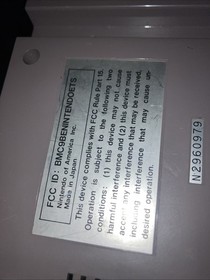 FCC ID: BMC9BENINTENDOETS
Nintendo of America Inc.
Made in Japan
This device complies with FCC Rule Part 15.
Operation is subject to the following two
conditions: (1) this device may not cause
harmful interference and (2) this device must
accept any interference that may be received,
including interference that may cause un-
desired operation.
N2960979